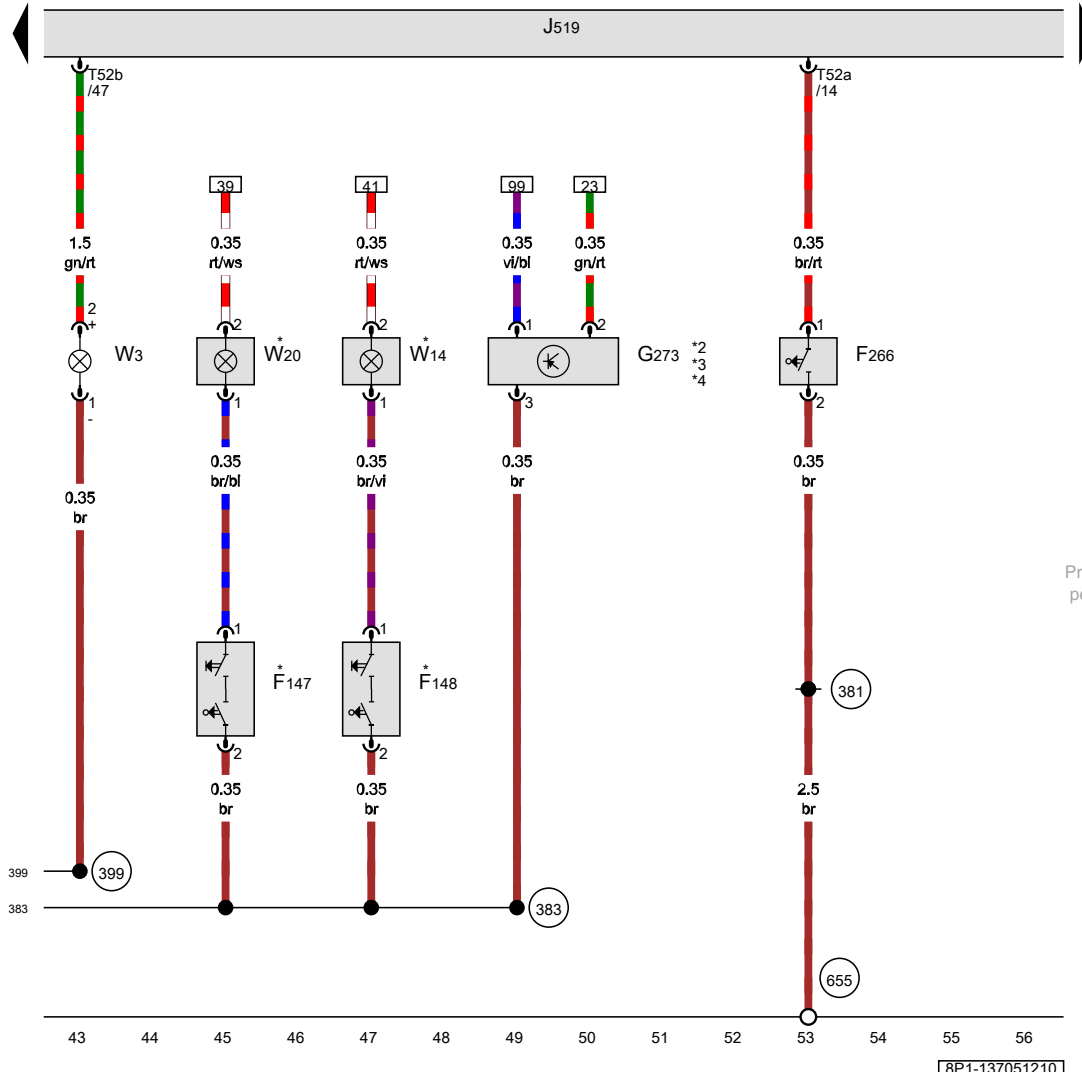 J519
T52b
/47
T52a
/14
39
41
99
23
1.5
gn/rt
0.35
rt/ws
0.35
rt/ws
0.35
vi/bl
0.35
gn/rt
0.35
br/rt
2
+
2
2
1
2
1
W3
*
W20
*
W14
G273
*2
*3
*4
F266
1
-
1
1
3
2
0.35
br
0.35
br/bl
0.35
br/vi
0.35
br
0.35
br
Pr
pe
1
1
*
F147
*
F148
381
2
2
0.35
br
0.35
br
2.5
br
399
399
383
383
655
43 44 45 46 47 48 49 50 51 52 53 54 55 56
8P1-137051210